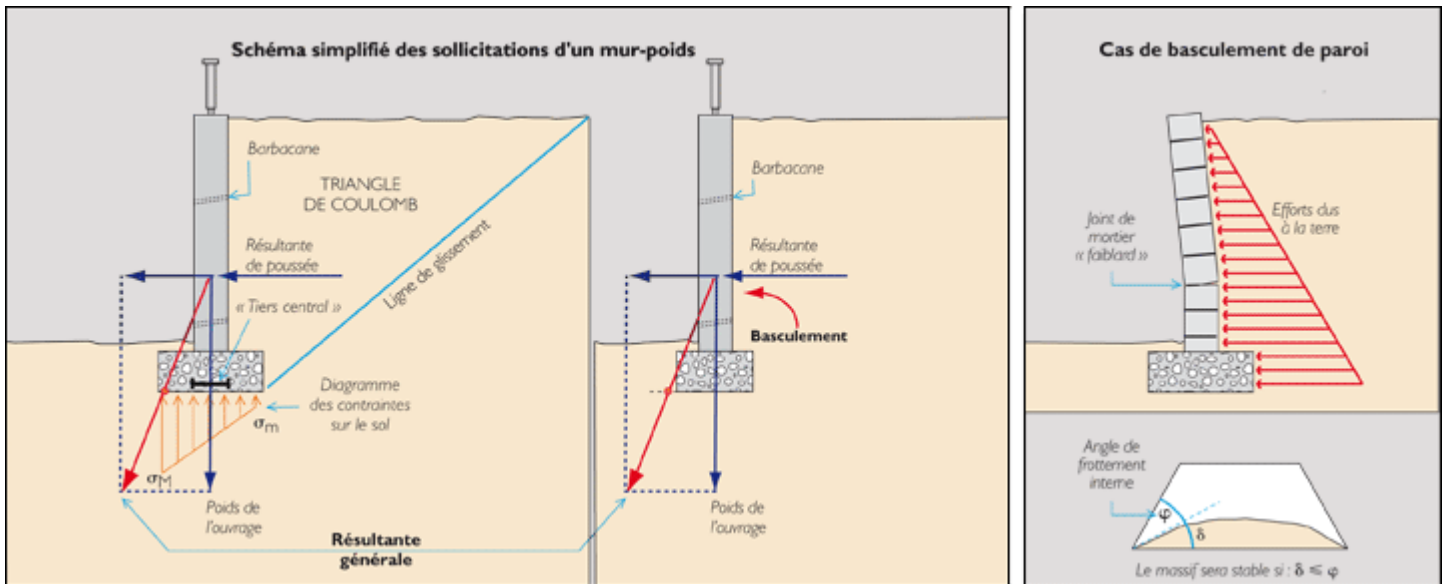 Schéma simplifié des sollicitations d'un mur-poids
Barbacane
TRIANGLE
DE COULOMB
Résultante
de poussée
« Tiers central »
Ligne de glissement
Diagramme
des contraintes
sur le sol
σm
σM
Poids de
l'ouvrage
Résultante
générale
Barbacane
Résultante
de poussée
Basculement
Poids de
l'ouvrage
Cas de basculement de paroi
Joint de
mortier
« faiblard »
Efforts dus
à la terre
Angle de
frottement
interne
φ
δ
Le massif sera stable si : δ ⩽ φ